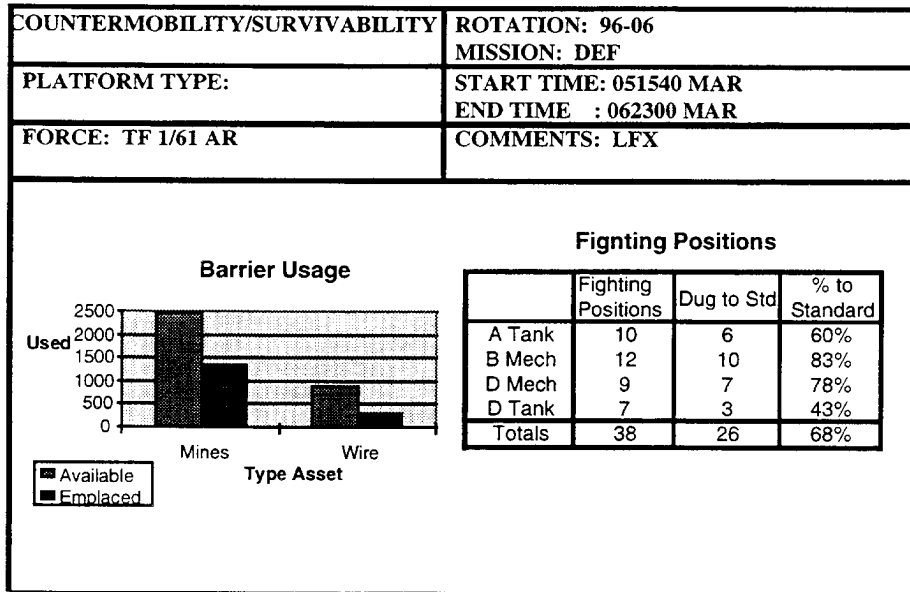 COUNTERMOBILITY/SURVIVABILITY
ROTATION: 96-06
MISSION: DEF
PLATFORM TYPE:
START TIME: 051540 MAR
END TIME : 062300 MAR
FORCE: TF 1/61 AR
COMMENTS: LFX
Barrier Usage
Used
2500
2000
1500
1000
500
0
Mines Wire
Type Asset
Available
Emplaced
Fignting Positions
Fighting Positions Dug to Std % to Standard
A Tank 10 6 60%
B Mech 12 10 83%
D Mech 9 7 78%
D Tank 7 3 43%
Totals 38 26 68%